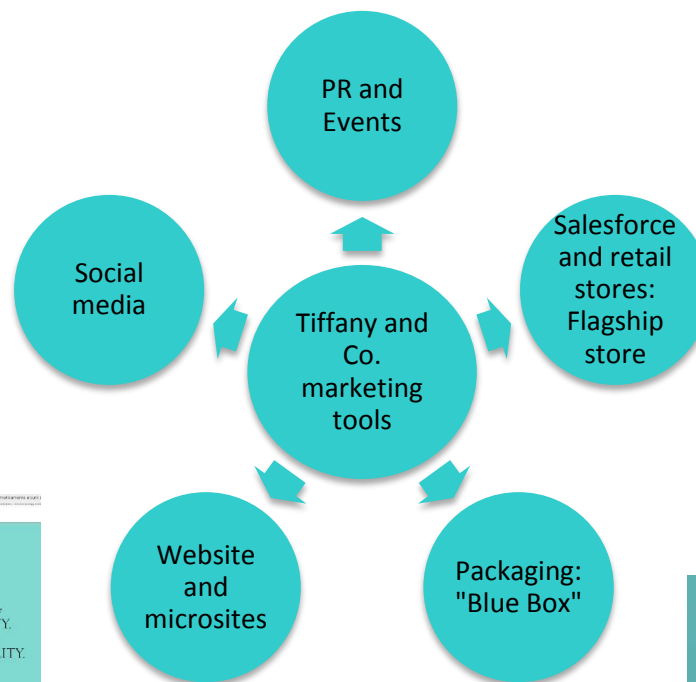 PR and
Events
Salesforce
and retail
stores:
Flagship
store
Social
media
Tiffany and
Co.
marketing
tools
Website
and
microsites
Packaging:
"Blue Box"